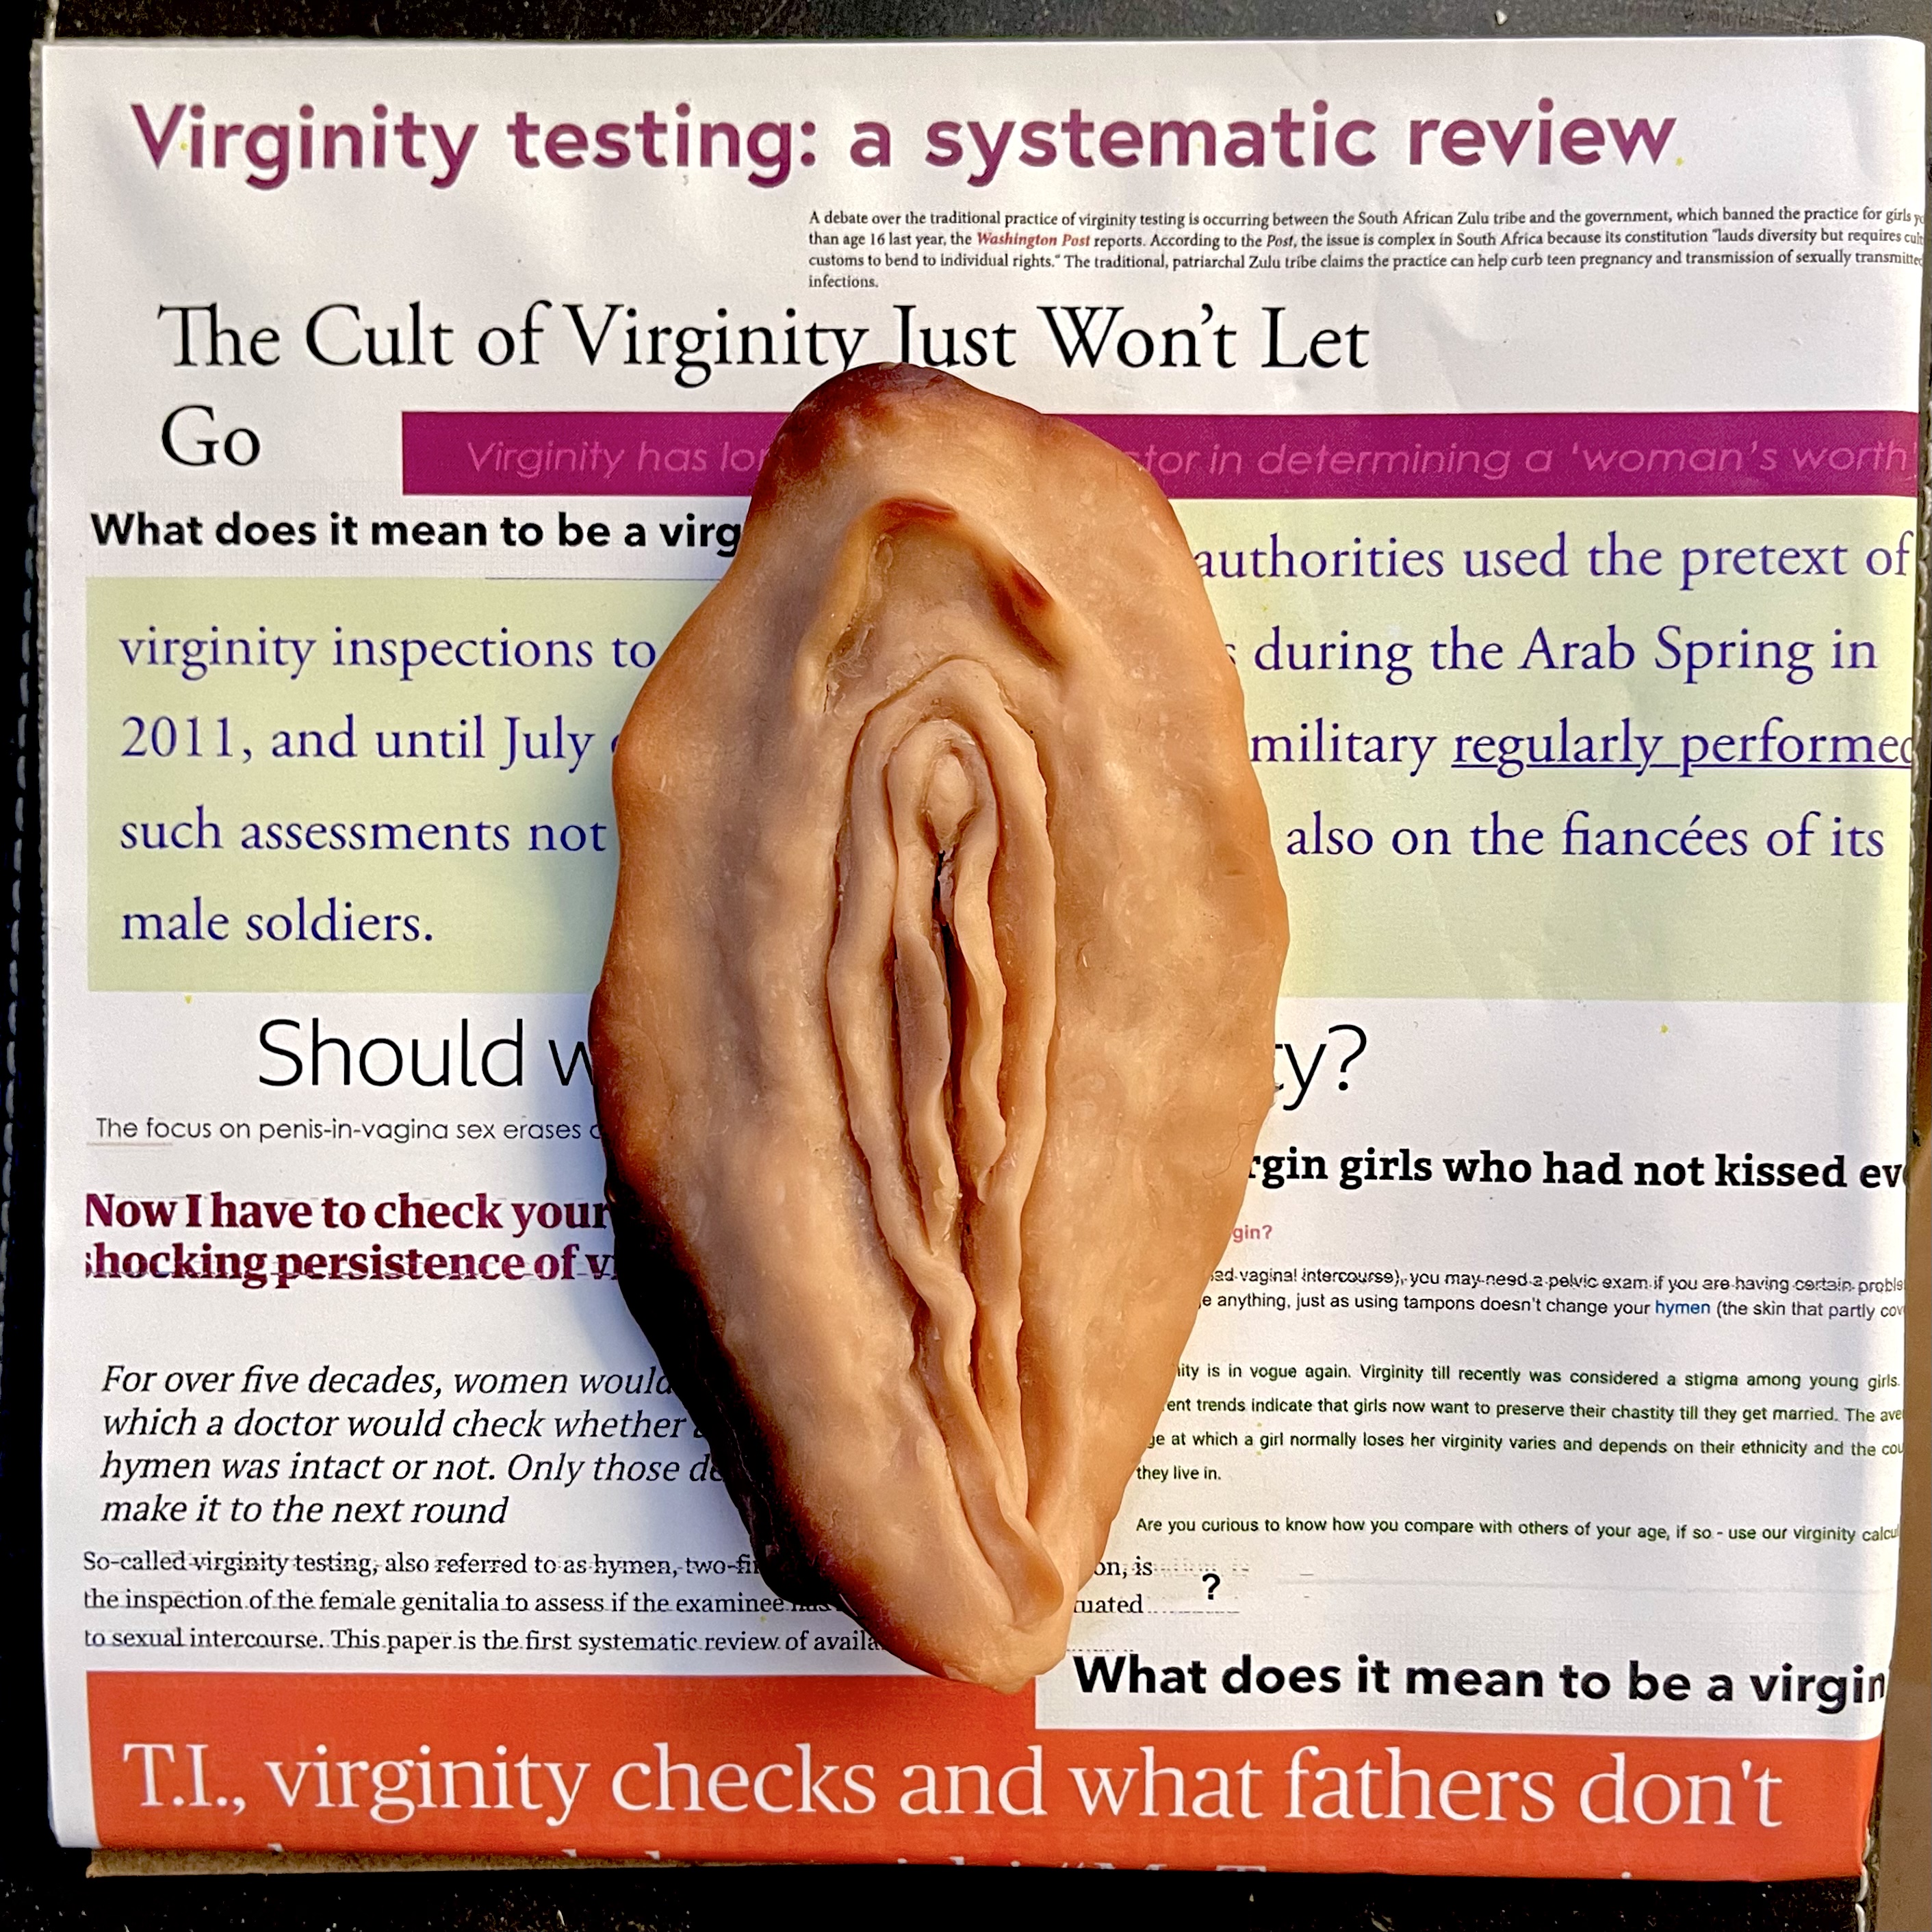 Virginity testing: a systematic review
A debate over the traditional practice of virginity testing is occurring between the South African Zulu tribe and the government, which banned the practice for girls
than age 16 last year, the Washington Post reports. According to the Post, the issue is complex in South Africa because its constitution "lauds diversity but requires
customs to bend to individual rights." The traditional, patriarchal Zulu tribe claims the practice can help curb teen pregnancy and transmission of sexually transmitted
infections.
The Cult of Virginity Just Won't Let
Go
Virginity has lo tor in determining a 'woman's worth'
What does it mean to be a virg
authorities used the pretext of
virginity inspections to during the Arab Spring in
2011, and until July military regularly performed
such assessments not also on the fiancées of its
male soldiers.
Should w ty?
The focus on penis-in-vagina sex erases
rgin girls who had not kissed ev
Now I have to check your
hocking persistence of v
gin?
vaginal intercourse), you may need a pelvic exam if you are having certain proble
e anything, just as using tampons doesn't change your hymen (the skin that partly cov
For over five decades, women would
which a doctor would check whether
hymen was intact or not. Only those de
make it to the next round
ity is in vogue again. Virginity till recently was considered a stigma among young girls.
ent trends indicate that girls now want to preserve their chastity till they get married. The ave
ge at which a girl normally loses her virginity varies and depends on their ethnicity and the cou
they live in.
Are you curious to know how you compare with others of your age, if so - use our virginity calcu
So-called virginity testing, also referred to as hymen, two-fi on, is
?
the inspection of the female genitalia to assess if the examinee has uated
to sexual intercourse. This paper is the first systematic review of availa
What does it mean to be a virgin
T.I., virginity checks and what fathers don't